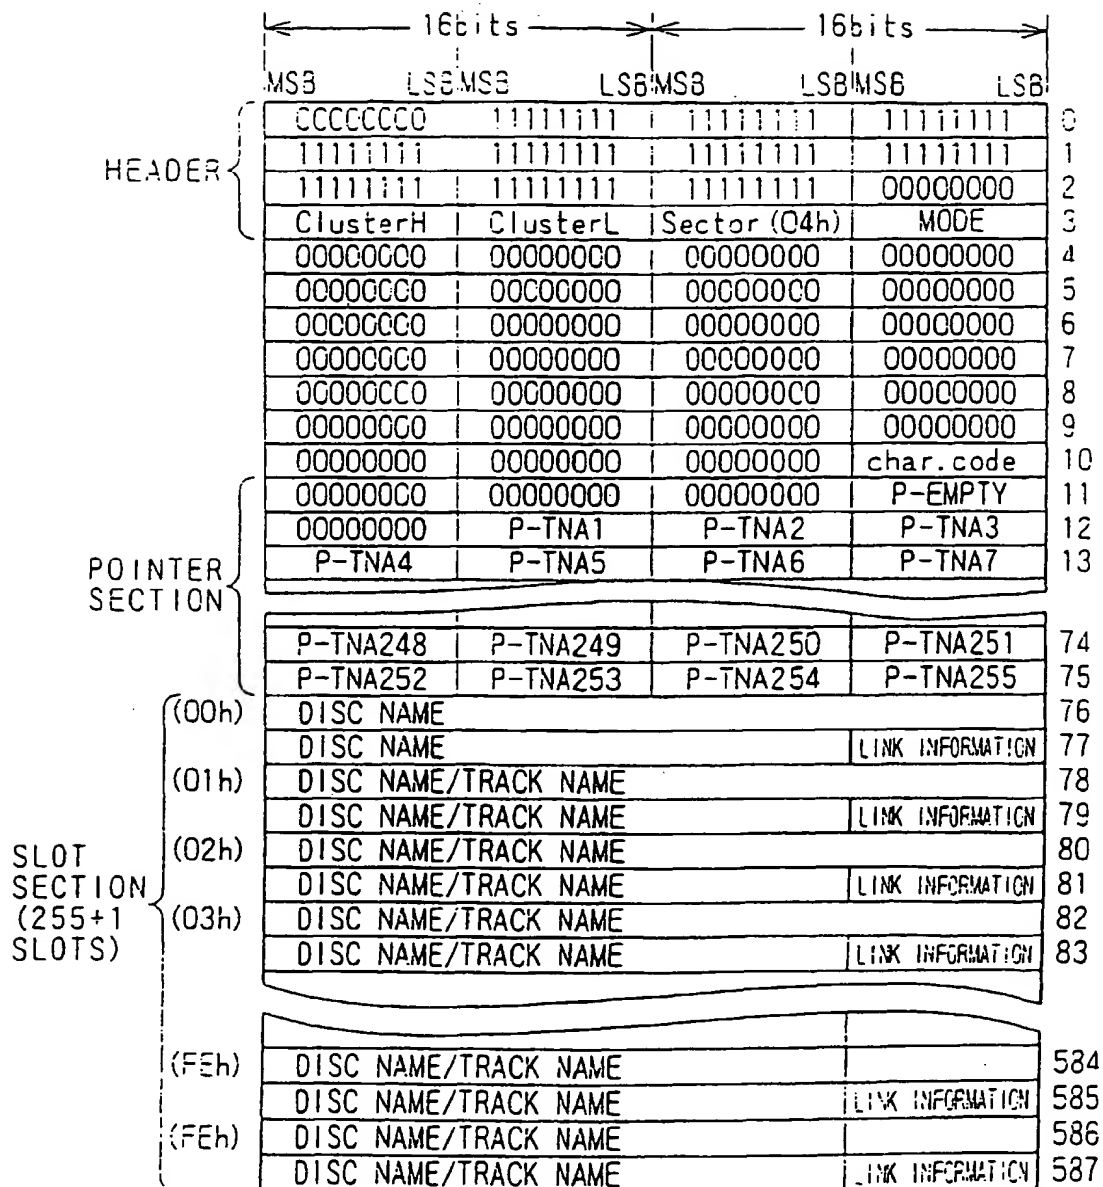 16bits 16bits
MSB LSB MSB LSB MSB LSB MSB LSB
HEADER
00000000 11111111 11111111 11111111 0
11111111 11111111 11111111 11111111 1
11111111 11111111 11111111 00000000 2
ClusterH ClusterL Sector (04h) MODE 3
00000000 00000000 00000000 00000000 4
00000000 00000000 00000000 00000000 5
00000000 00000000 00000000 00000000 6
00000000 00000000 00000000 00000000 7
00000000 00000000 00000000 00000000 8
00000000 00000000 00000000 00000000 9
00000000 00000000 00000000 char.code 10
POINTER
SECTION
00000000 00000000 00000000 P-EMPTY 11
00000000 P-TNA1 P-TNA2 P-TNA3 12
P-TNA4 P-TNA5 P-TNA6 P-TNA7 13
P-TNA248 P-TNA249 P-TNA250 P-TNA251 74
P-TNA252 P-TNA253 P-TNA254 P-TNA255 75
SLOT
SECTION
(255+1
SLOTS)
(00h) DISC NAME 76
DISC NAME LINK INFORMATION 77
(01h) DISC NAME/TRACK NAME 78
DISC NAME/TRACK NAME LINK INFORMATION 79
(02h) DISC NAME/TRACK NAME 80
DISC NAME/TRACK NAME LINK INFORMATION 81
(03h) DISC NAME/TRACK NAME 82
DISC NAME/TRACK NAME LINK INFORMATION 83
(FEh) DISC NAME/TRACK NAME 584
DISC NAME/TRACK NAME LINK INFORMATION 585
(FEh) DISC NAME/TRACK NAME 586
DISC NAME/TRACK NAME LINK INFORMATION 587